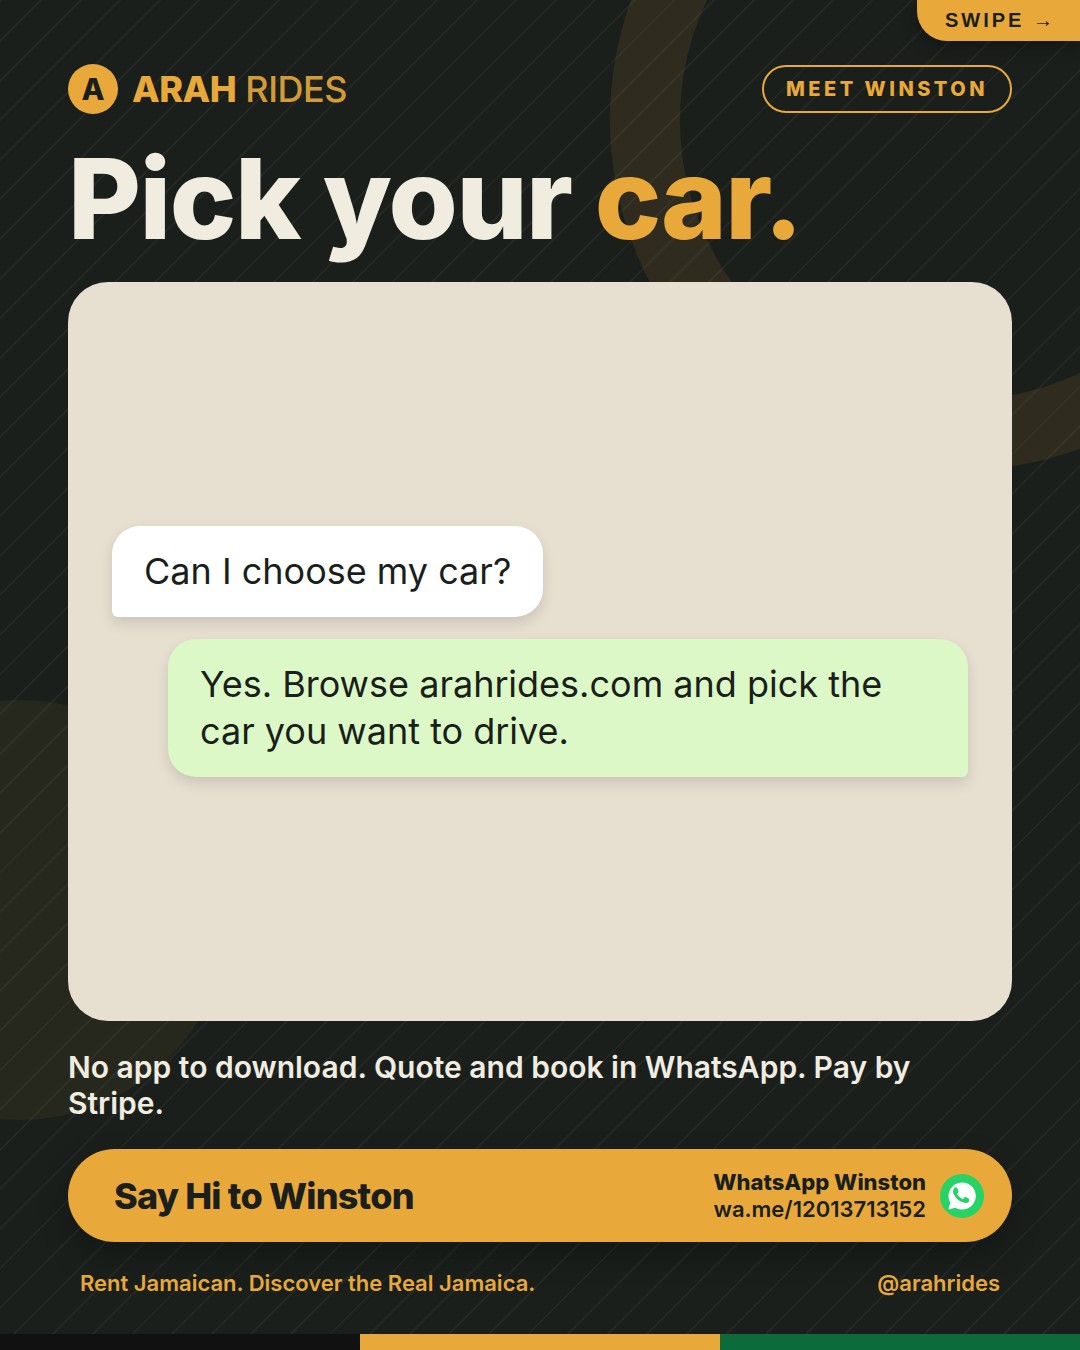 SWIPE →
A ARAH RIDES
MEET WINSTON
Pick your car.
Can I choose my car?
Yes. Browse arahrides.com and pick the
car you want to drive.
No app to download. Quote and book in WhatsApp. Pay by
Stripe.
Say Hi to Winston
WhatsApp Winston
wa.me/12013713152
Rent Jamaican. Discover the Real Jamaica.
@arahrides